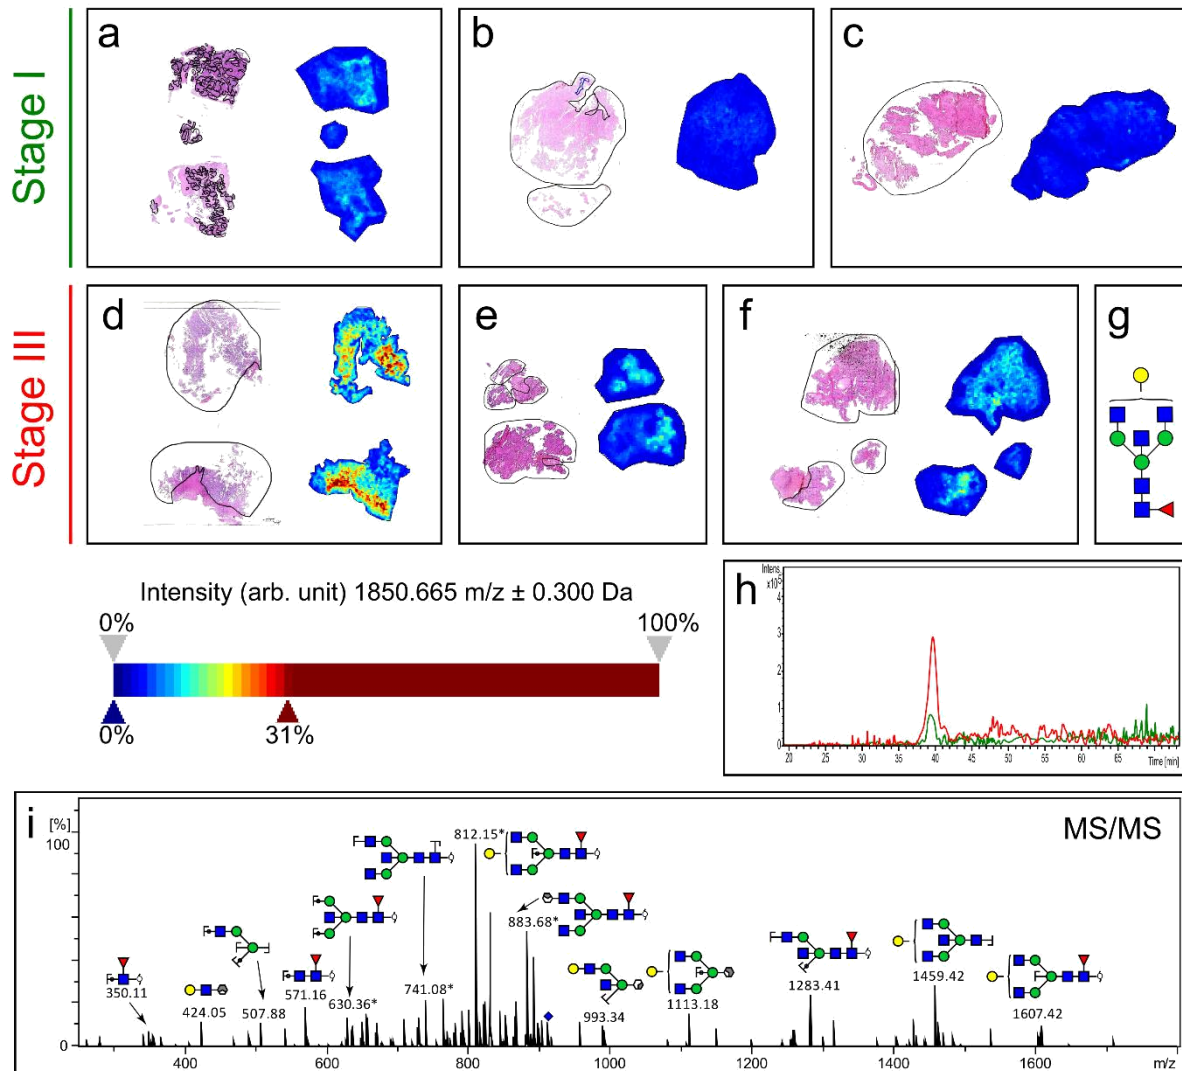 Stage I
a
b
c
Stage III
d
e
f
g
Intensity (arb. unit) 1850.665 m/z ± 0.300 Da
0%
100%
0%
31%
h
Intens.
x10⁵
4
3
2
1
0
20 25 30 35 40 45 50 55 60 65
Time [min]
i
MS/MS
[%]
100
0
350.11
424.05
507.88
571.16
630.36*
741.08*
812.15*
883.68*
993.34
1113.18
1283.41
1459.42
1607.42
400 600 800 1000 1200 1400 1600 m/z